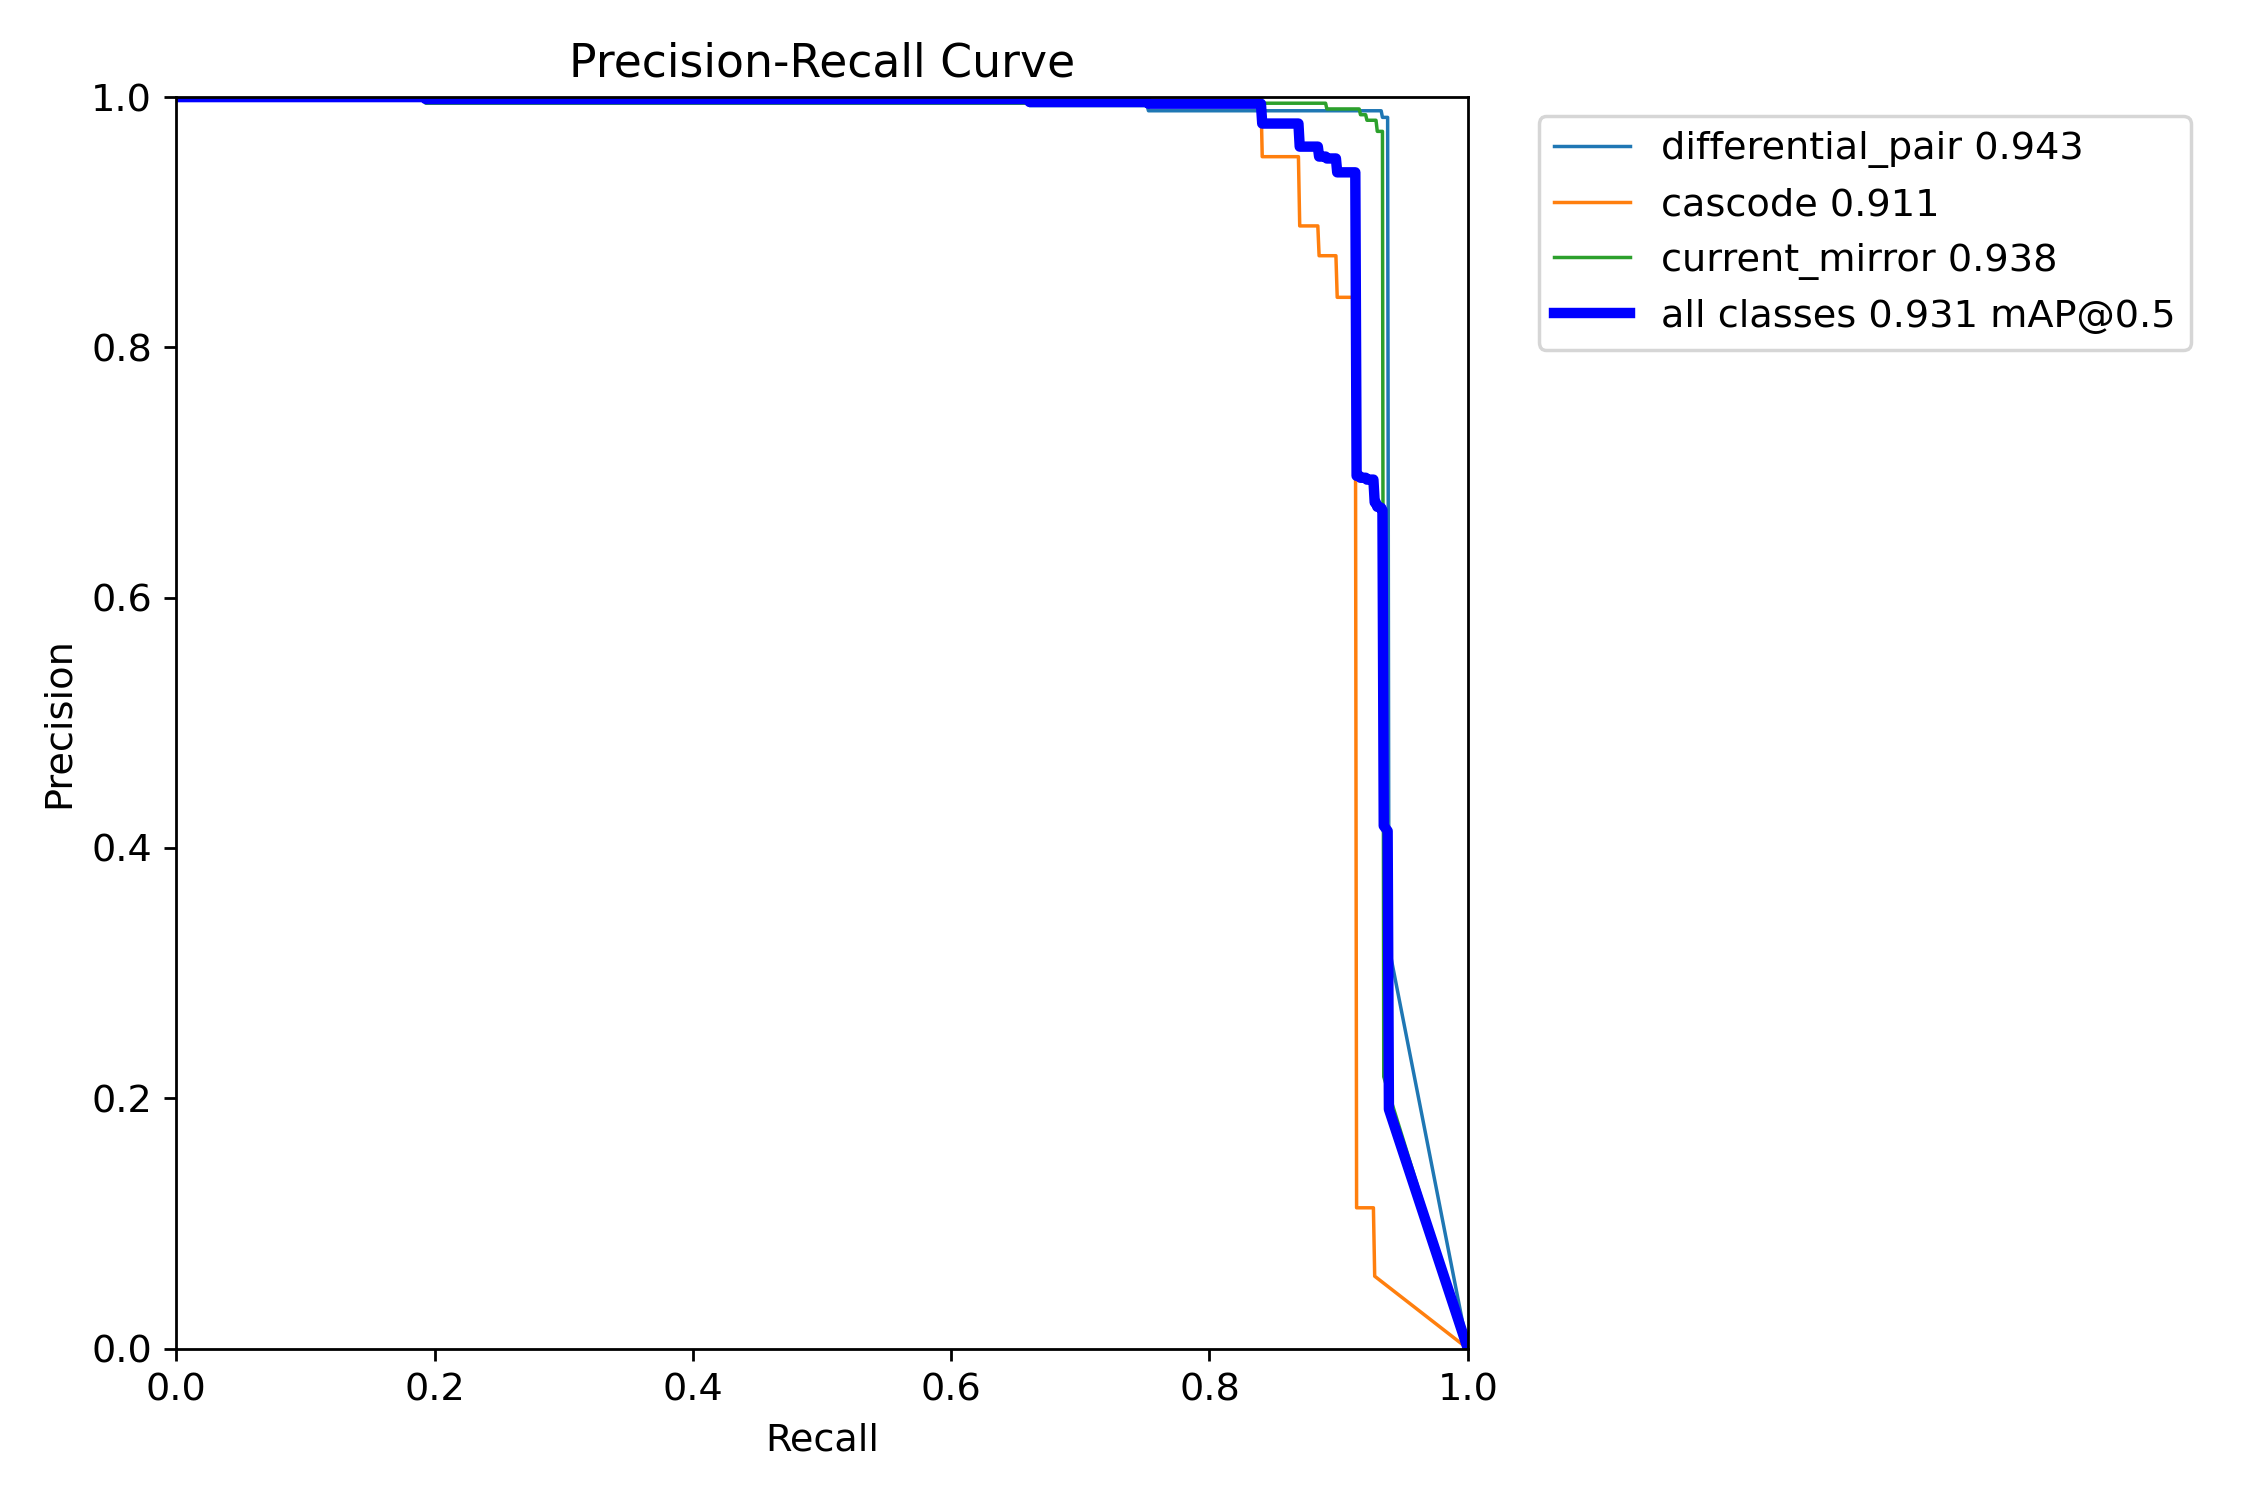 Precision-Recall Curve
1.0
0.8
0.6
0.4
0.2
0.0
Precision
0.0 0.2 0.4 0.6 0.8 1.0
Recall
differential_pair 0.943
cascode 0.911
current_mirror 0.938
all classes 0.931 mAP@0.5